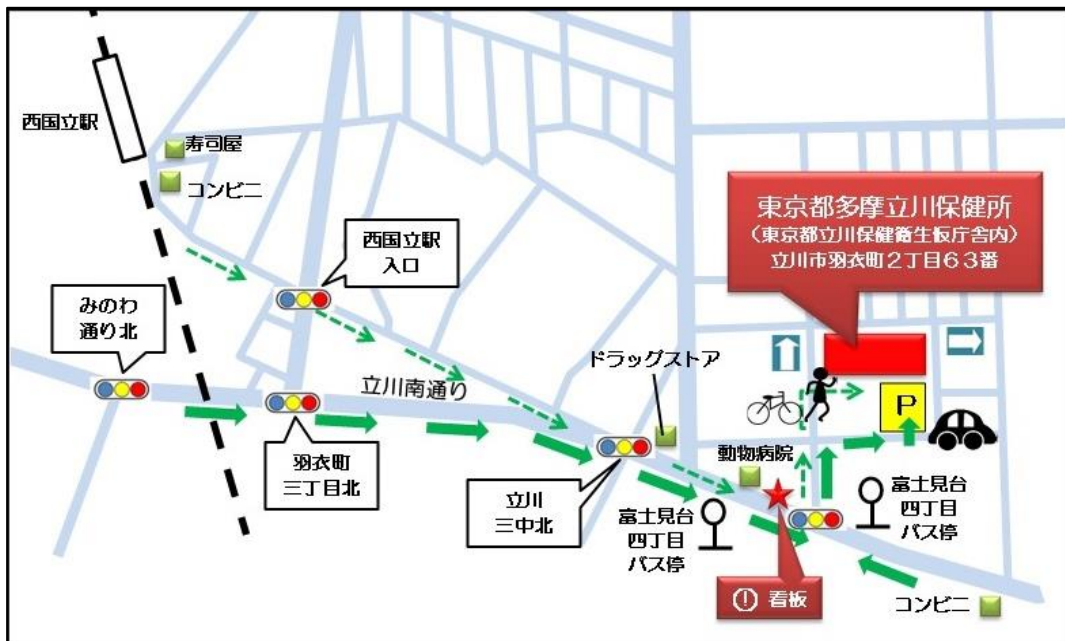 西国立駅
寿司屋
コンビニ
西国立駅
入口
みのわ
通り北
東京都多摩立川保健所
(東京都立川保健衛生仮庁舎内)
立川市羽衣町2丁目63番
ドラッグストア
立川南通り
P
羽衣町
三丁目北
立川
三中北
動物病院
富士見台
四丁目
バス停
富士見台
四丁目
バス停
! 看板
コンビニ